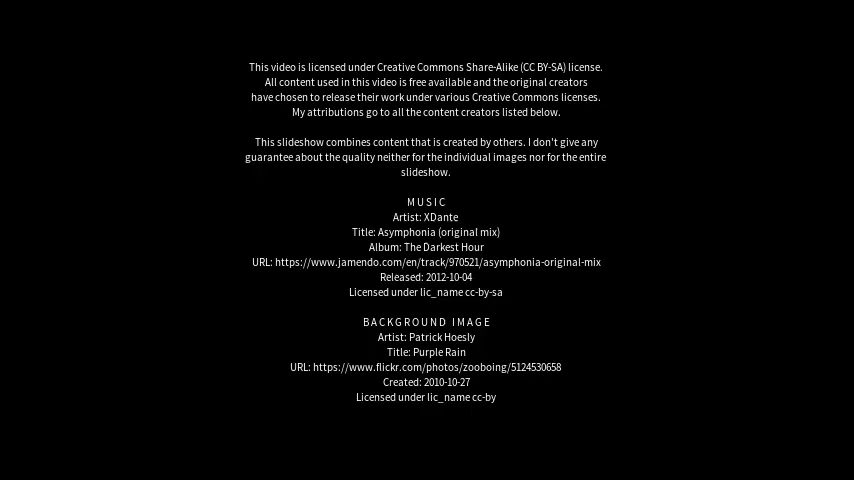 This video is licensed under Creative Commons Share-Alike (CC BY-SA) license.
All content used in this video is free available and the original creators
have chosen to release their work under various Creative Commons licenses.
My attributions go to all the content creators listed below.
This slideshow combines content that is created by others. I don't give any
guarantee about the quality neither for the individual images nor for the entire
slideshow.
MUSIC
Artist: XDante
Title: Asymphonia (original mix)
Album: The Darkest Hour
URL: https://www.jamendo.com/en/track/970521/asymphonia-original-mix
Released: 2012-10-04
Licensed under lic_name cc-by-sa
BACKGROUND IMAGE
Artist: Patrick Hoesly
Title: Purple Rain
URL: https://www.flickr.com/photos/zooboing/5124530658
Created: 2010-10-27
Licensed under lic_name cc-by